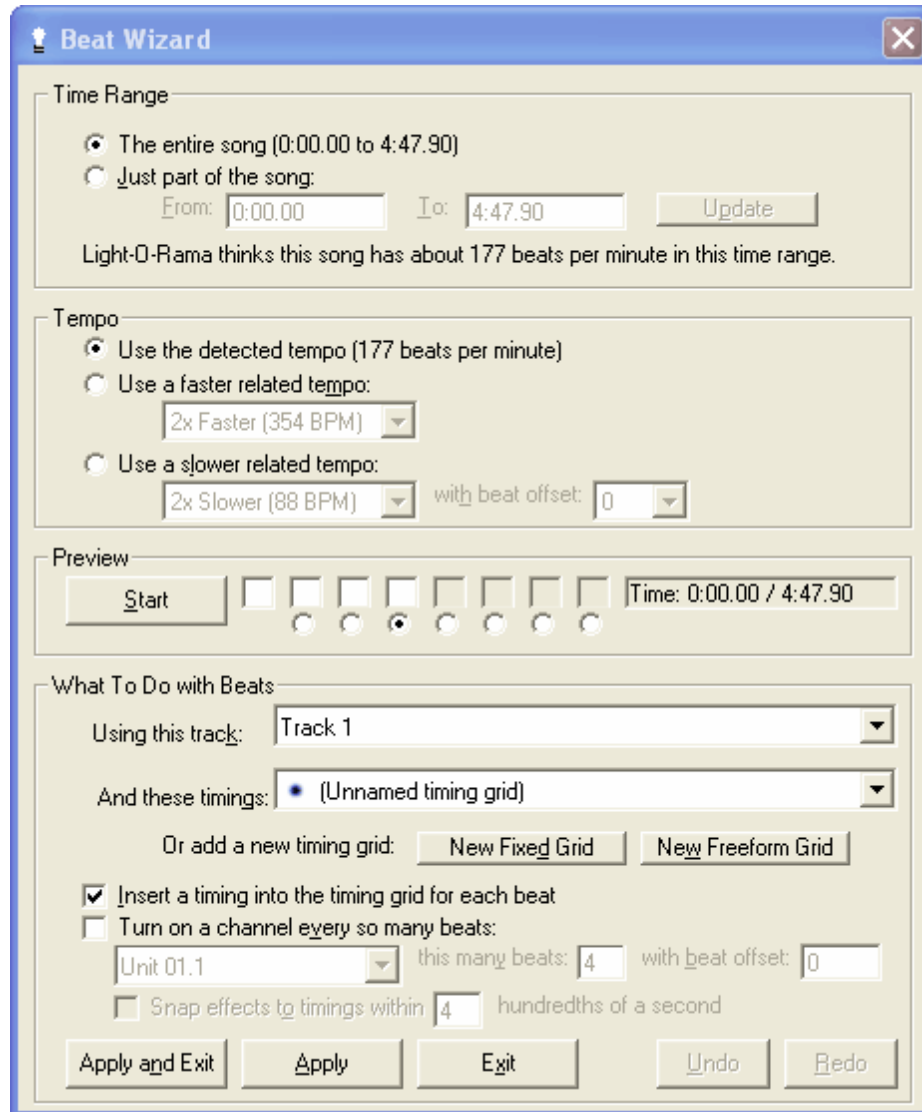 Beat Wizard
Time Range
The entire song (0:00.00 to 4:47.90)
Just part of the song:
From: 0:00.00 To: 4:47.90 Update
Light-O-Rama thinks this song has about 177 beats per minute in this time range.
Tempo
Use the detected tempo (177 beats per minute)
Use a faster related tempo:
2x Faster (354 BPM)
Use a slower related tempo:
2x Slower (88 BPM) with beat offset: 0
Preview
Start Time: 0:00.00 / 4:47.90
What To Do with Beats
Using this track: Track 1
And these timings: (Unnamed timing grid)
Or add a new timing grid: New Fixed Grid New Freeform Grid
Insert a timing into the timing grid for each beat
Turn on a channel every so many beats:
Unit 01.1 this many beats: 4 with beat offset: 0
Snap effects to timings within 4 hundredths of a second
Apply and Exit Apply Exit Undo Redo